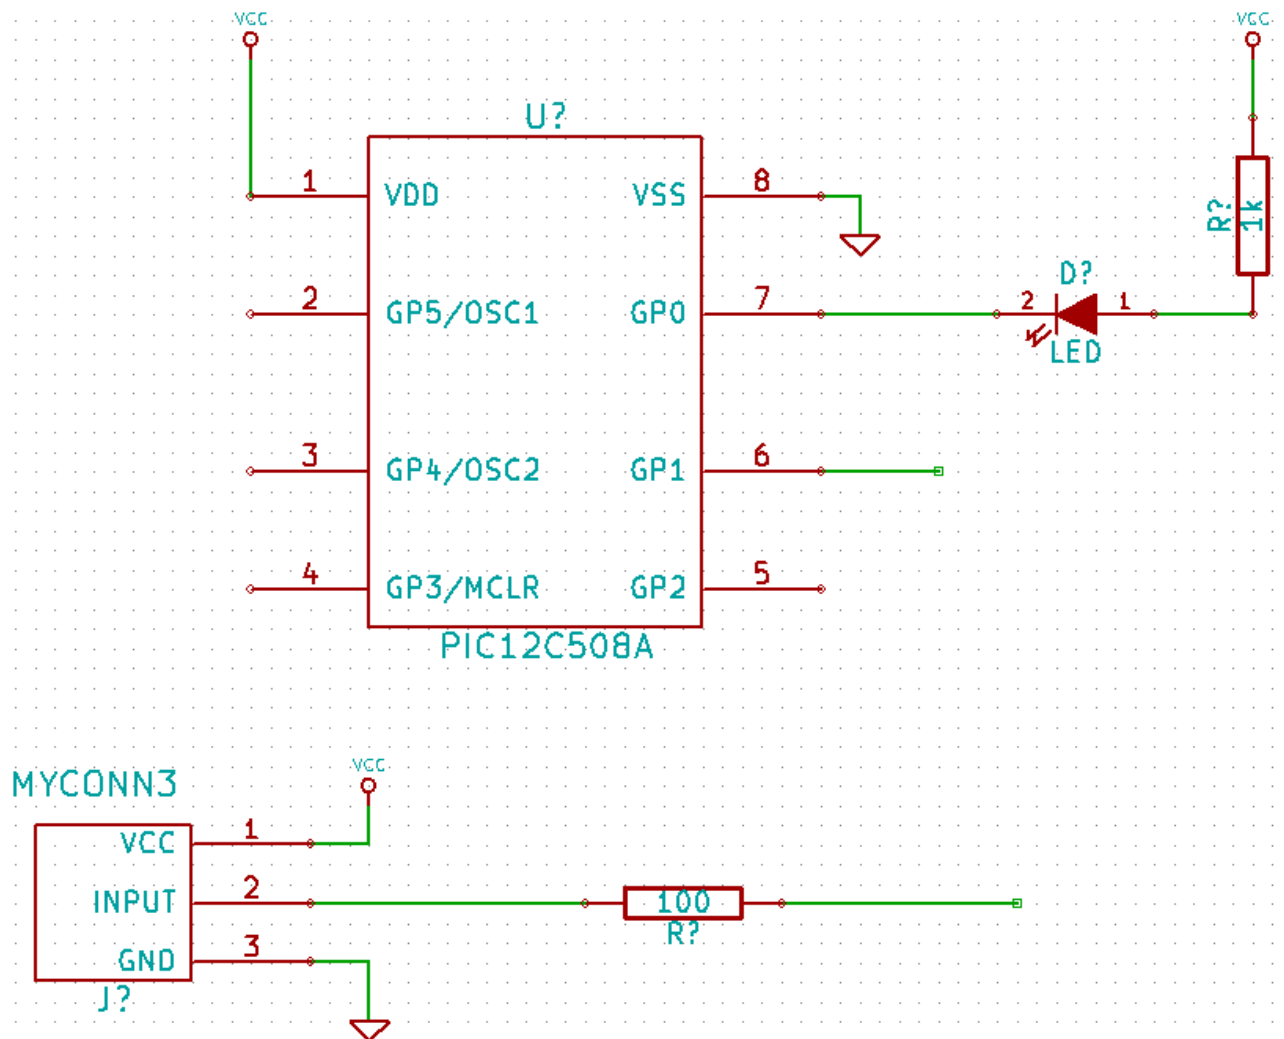 VCC
VCC
U?
1
VDD
VSS
8
R?
1k
2
GP5/OSC1
GP0
7
D?
2
1
LED
3
GP4/OSC2
GP1
6
4
GP3/MCLR
GP2
5
PIC12C508A
MYCONN3
VCC
VCC
1
INPUT
2
100
R?
GND
3
J?